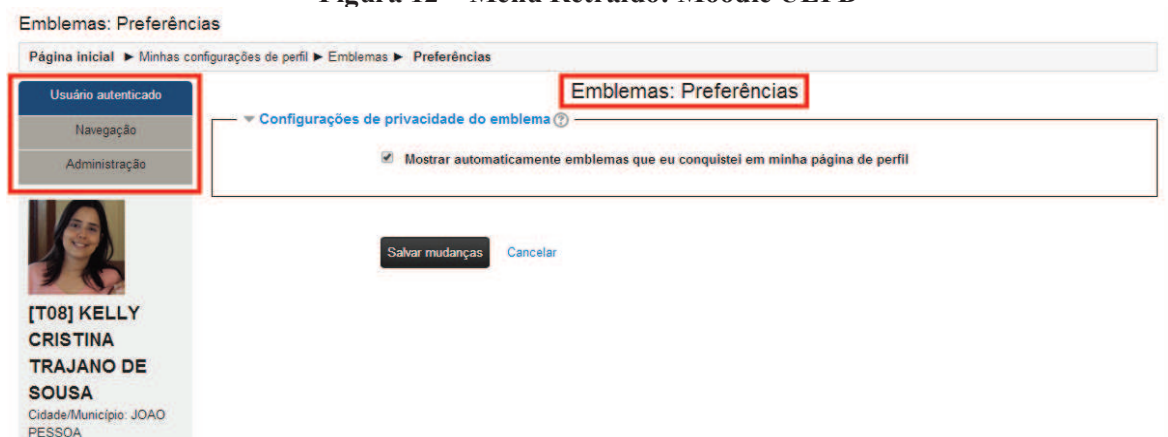 Figura 12 – Menu Retraído: Moodle UEPB
Emblemas: Preferências
Página inicial ► Minhas configurações de perfil ► Emblemas ► Preferências
Usuário autenticado
Navegação
Administração
Emblemas: Preferências
Configurações de privacidade do emblema
Mostrar automaticamente emblemas que eu conquistei em minha página de perfil
Salvar mudanças Cancelar
[T08] KELLY
CRISTINA
TRAJANO DE
SOUSA
Cidade/Município: JOAO
PESSOA